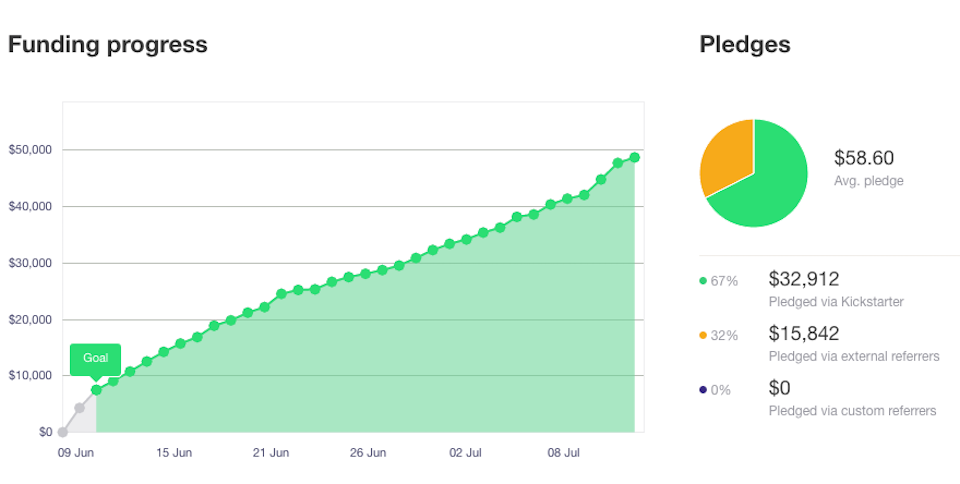 Funding progress
$50,000
$40,000
$30,000
$20,000
$10,000
$0
Goal
09 Jun 15 Jun 21 Jun 26 Jun 02 Jul 08 Jul
Pledges
$58.60
Avg. pledge
67% $32,912
Pledged via Kickstarter
32% $15,842
Pledged via external referrers
0% $0
Pledged via custom referrers